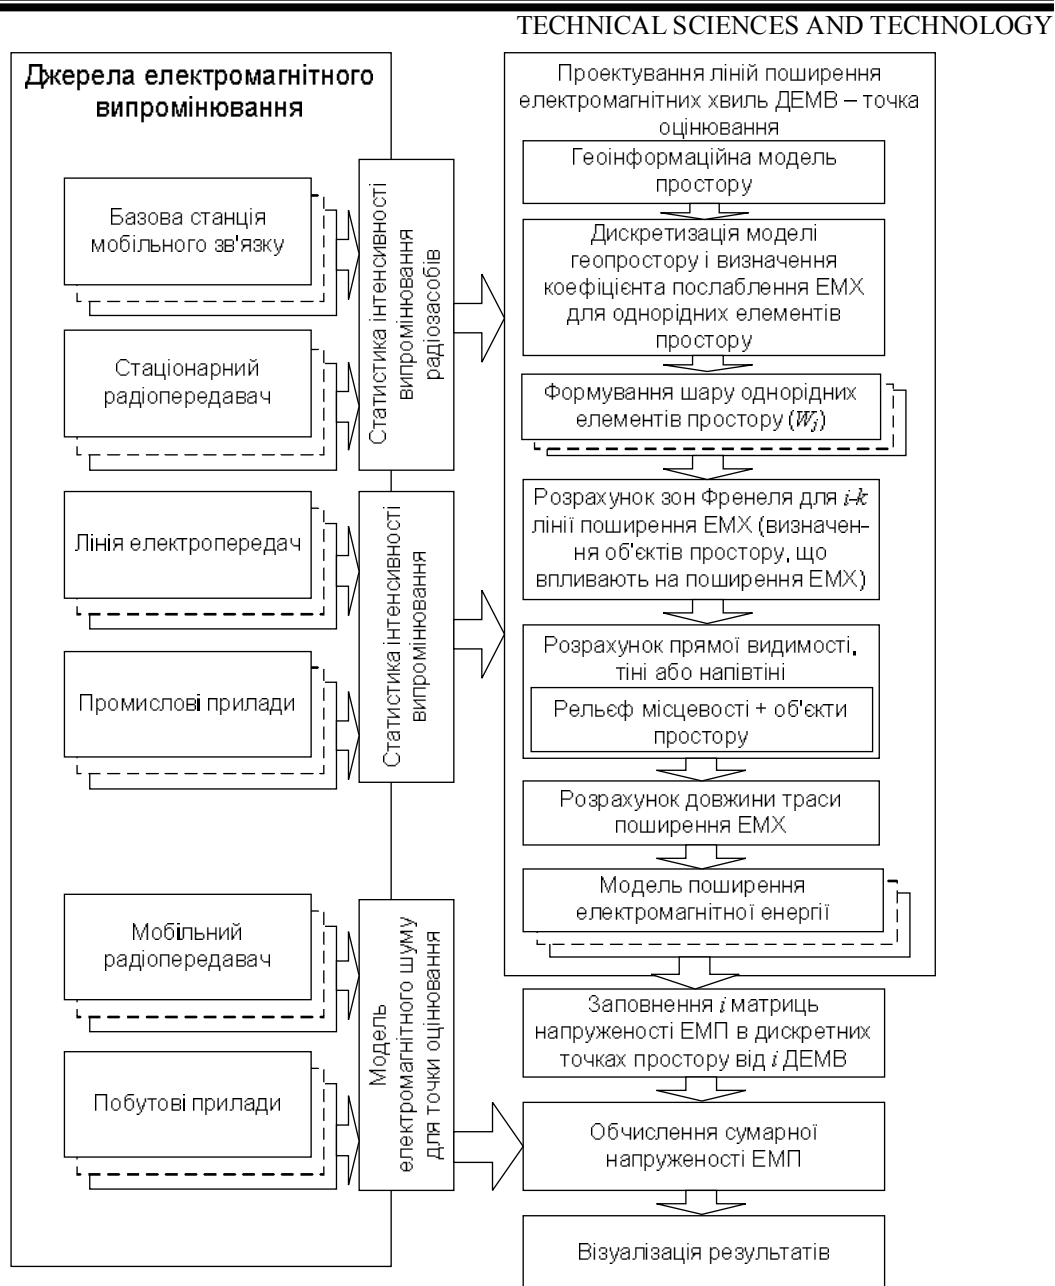 TECHNICAL SCIENCES AND TECHNOLOGY
Джерела електромагнітного
випромінювання
Базова станція
мобільного зв'язку
Стаціонарний
радіопередавач
Лінія електропередач
Промислові прилади
Мобільний
радіопередавач
Побутові прилади
Статистика інтенсивності
випромінювання
радіозасобів
Статистика інтенсивності
випромінювання
Модель
електромагнітного шуму
для точки оцінювання
Проектування ліній поширення
електромагнітних хвиль ДЕМВ – точка
оцінювання
Геоінформаційна модель
простору
Дискретизація моделі
геопростору і визначення
коефіцієнта послаблення ЕМХ
для однорідних елементів
простору
Формування шару однорідних
елементів простору (Wj)
Розрахунок зон Френеля для i-k
лінії поширення ЕМХ (визначен-
ня об'єктів простору, що
впливають на поширення ЕМХ)
Розрахунок прямої видимості,
тіні або напівтіні
Рельєф місцевості + об'єкти
простору
Розрахунок довжини траси
поширення ЕМХ
Модель поширення
електромагнітної енергії
Заповнення i матриць
напруженості ЕМП в дискретних
точках простору від i ДЕМВ
Обчислення сумарної
напруженості ЕМП
Візуалізація результатів